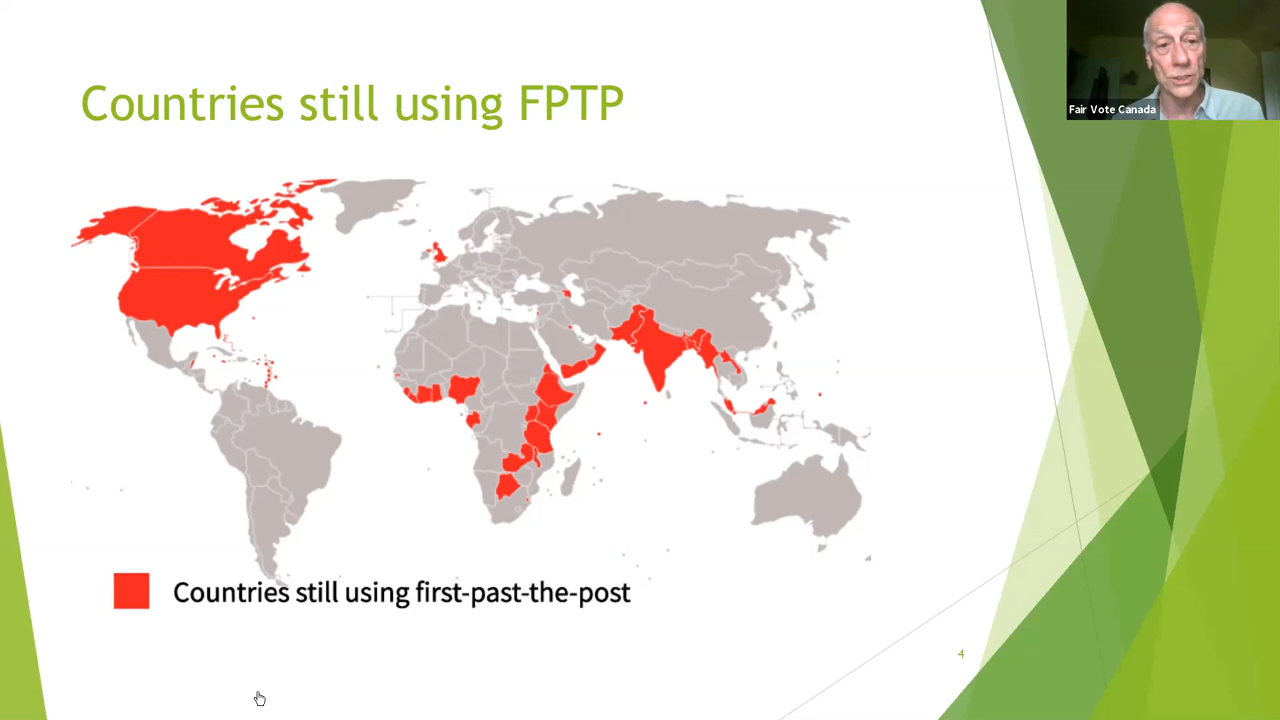 Countries still using FPTP
Fair Vote Canada
Countries still using first-past-the-post
4